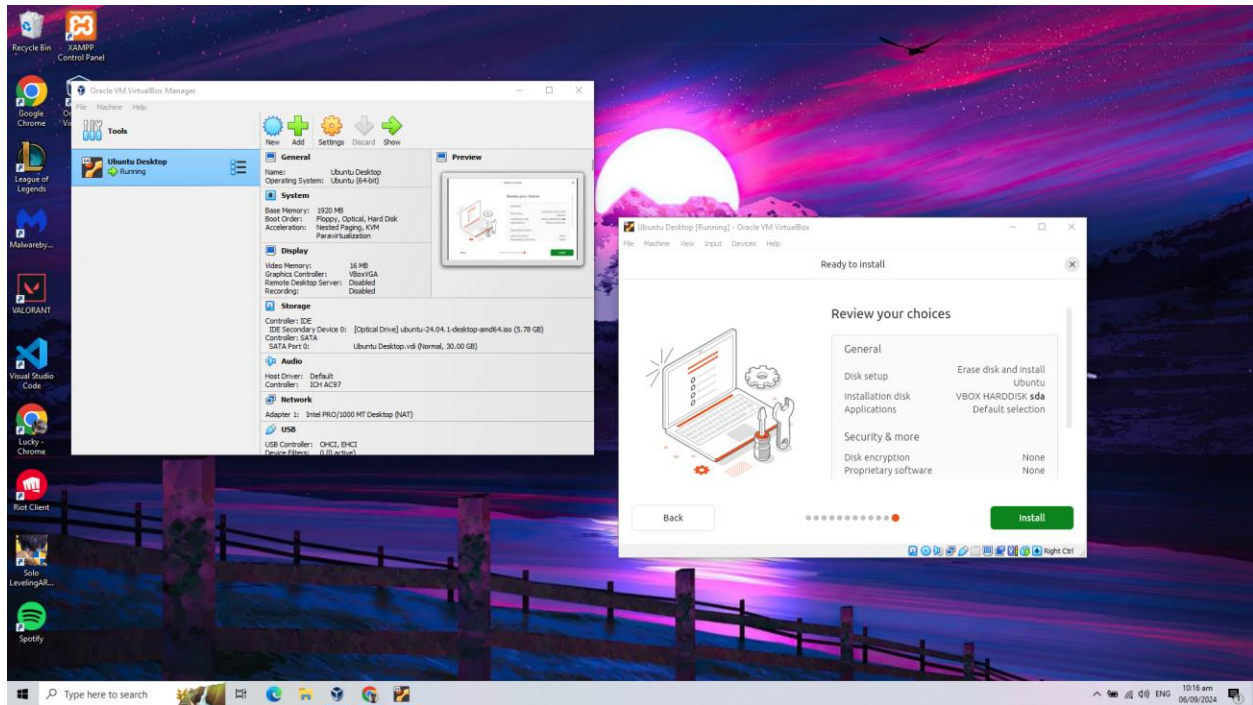 Recycle Bin
XAMPP
Control Panel
Google
Chrome
League of
Legends
Malwareby...
VALORANT
Visual Studio
Code
Lucky -
Chrome
Riot Client
Solo
LevelingAR...
Spotify
Oracle VM VirtualBox Manager
File Machine Help
Tools
New Add Settings Discard Show
Ubuntu Desktop
Running
General
Name: Ubuntu Desktop
Operating System: Ubuntu (64-bit)
System
Base Memory: 1920 MB
Boot Order: Floppy, Optical, Hard Disk
Acceleration: Nested Paging, KVM
Paravirtualization
Display
Video Memory: 16 MB
Graphics Controller: VBoxVGA
Remote Desktop Server: Disabled
Recording: Disabled
Storage
Controller: IDE
IDE Secondary Device 0: [Optical Drive] ubuntu-24.04.1-desktop-amd64.iso (5.78 GB)
Controller: SATA
SATA Port 0: Ubuntu Desktop.vdi (Normal, 30.00 GB)
Audio
Host Driver: Default
Controller: ICH AC97
Network
Adapter 1: Intel PRO/1000 MT Desktop (NAT)
USB
USB Controller: OHCI, EHCI
Device Filters: 0 (0 active)
Preview
Review your choices
Ubuntu Desktop [Running] - Oracle VM VirtualBox
File Machine View Input Devices Help
Ready to install
Review your choices
General
Disk setup Erase disk and install
Ubuntu
Installation disk VBOX HARDDISK sda
Applications Default selection
Security & more
Disk encryption None
Proprietary software None
Back
Install
Right Ctrl
Type here to search
ENG
10:16 am
06/09/2024